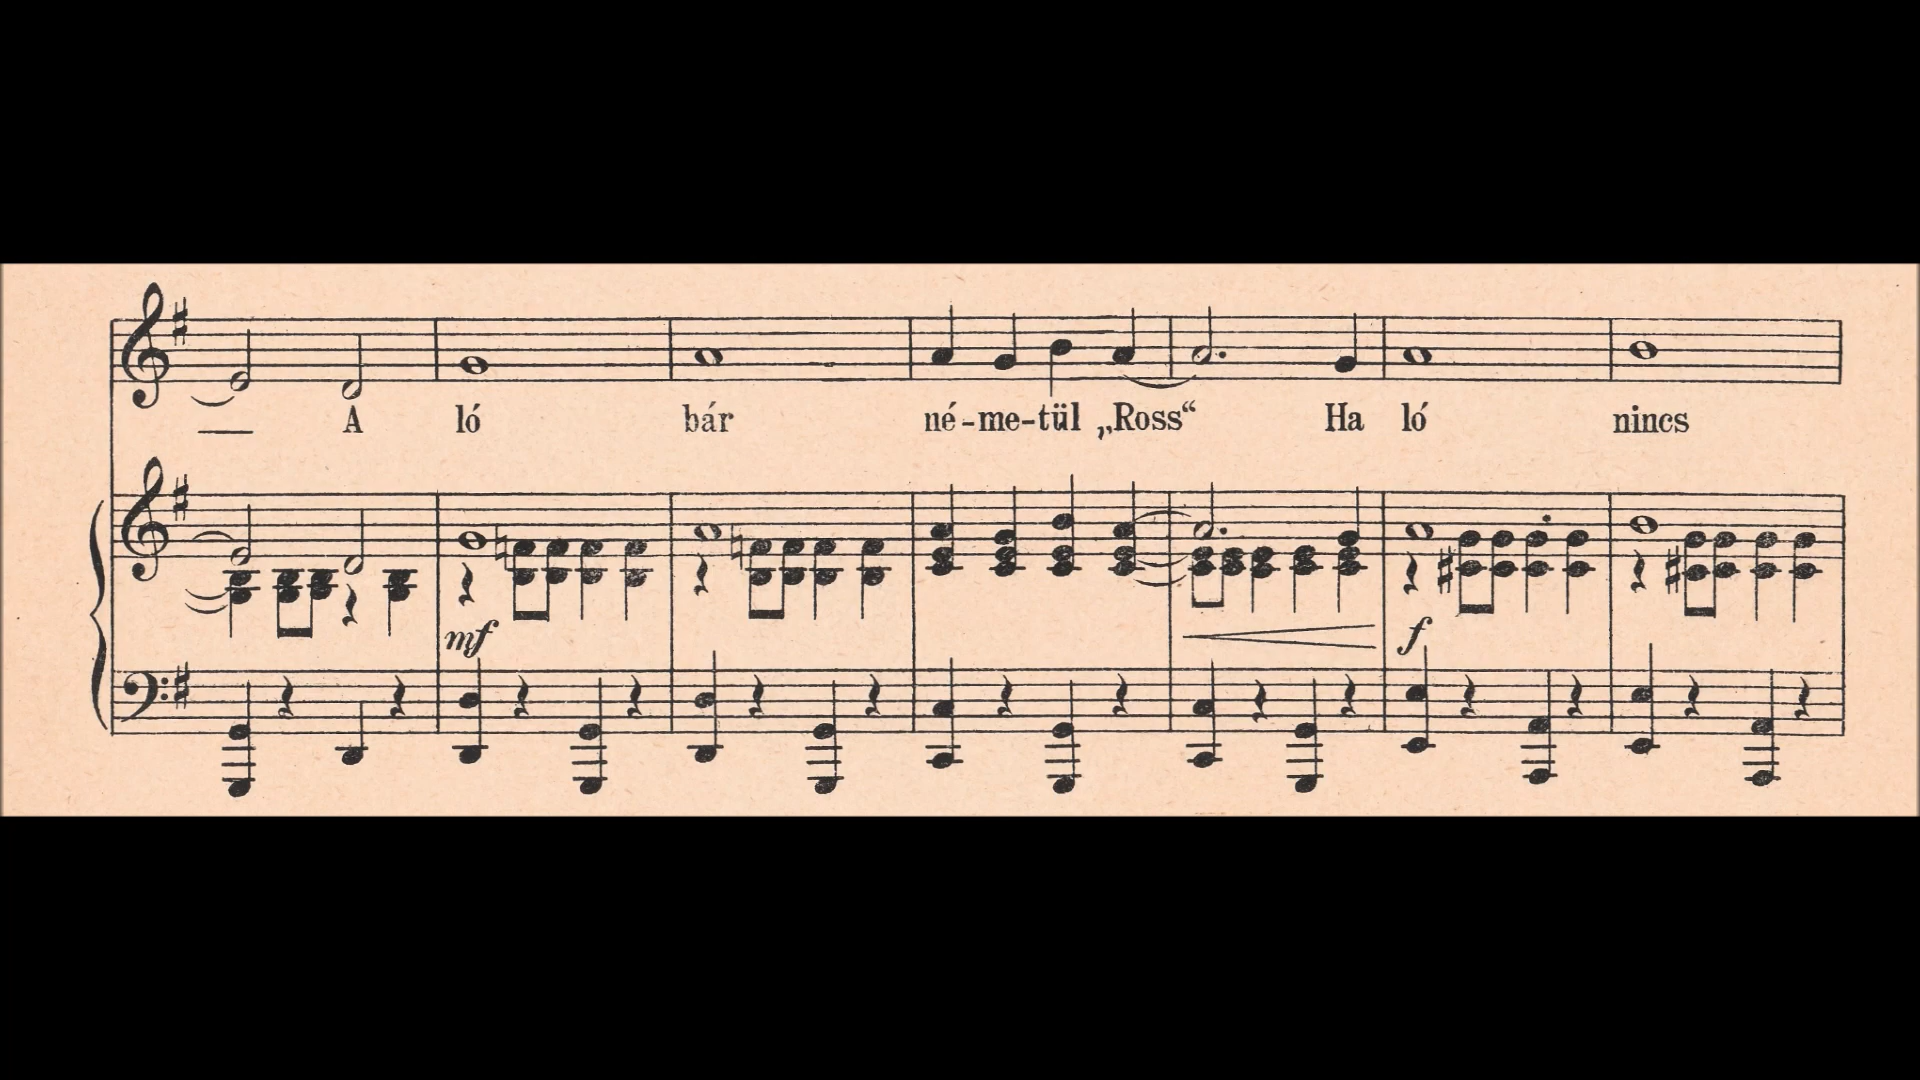 A ló bár né-me-tül „Ross“ Ha ló nincs
mf f